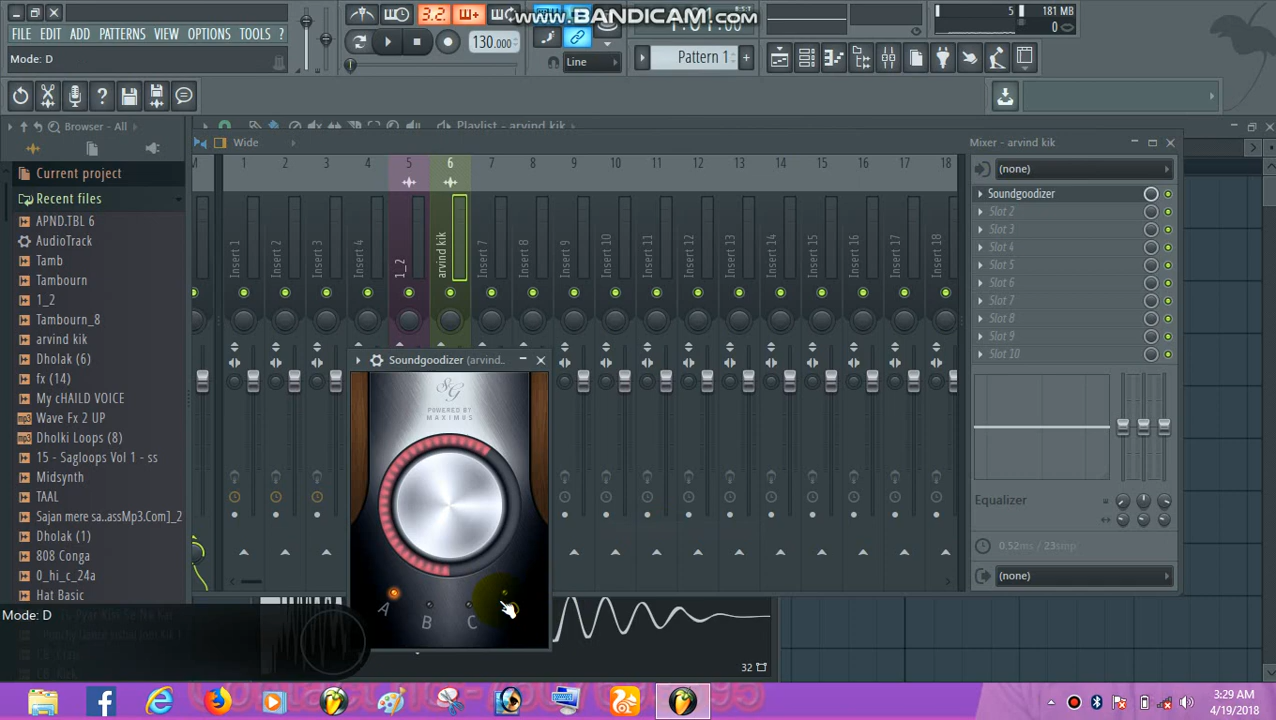 www.BANDICAM.com
FILE EDIT ADD PATTERNS VIEW OPTIONS TOOLS ?
Mode: D
3.2.
130.000
Line
Pattern 1
5
181 MB
0
Browser - All
Playlist - arvind kik
Wide
Mixer - arvind kik
Current project
Recent files
APND.TBL 6
AudioTrack
Tamb
Tambourn
1_2
Tambourn_8
arvind kik
Dholak (6)
fx (14)
My cHAILD VOICE
Wave Fx 2 UP
Dholki Loops (8)
15 - Sagloops Vol 1 - ss
Midsynth
TAAL
Sajan mere sa..assMp3.Com]_2
Dholak (1)
808 Conga
0_hi_c_24a
Hat Basic
Mode: D
M 1 2 3 4 5 6 7 8 9 10 11 12 13 14 15 16 17 18
Insert 1 Insert 2 Insert 3 Insert 4 1_2 arvind kik Insert 7 Insert 8 Insert 9 Insert 10 Insert 11 Insert 12 Insert 13 Insert 14 Insert 15 Insert 16 Insert 17 Insert 18
Soundgoodizer (arvind..
SG
POWERED BY
MAXIMUS
A B C
(none)
Soundgoodizer
Slot 2
Slot 3
Slot 4
Slot 5
Slot 6
Slot 7
Slot 8
Slot 9
Slot 10
Equalizer
0.52ms / 23smp
(none)
32
3:29 AM
4/19/2018